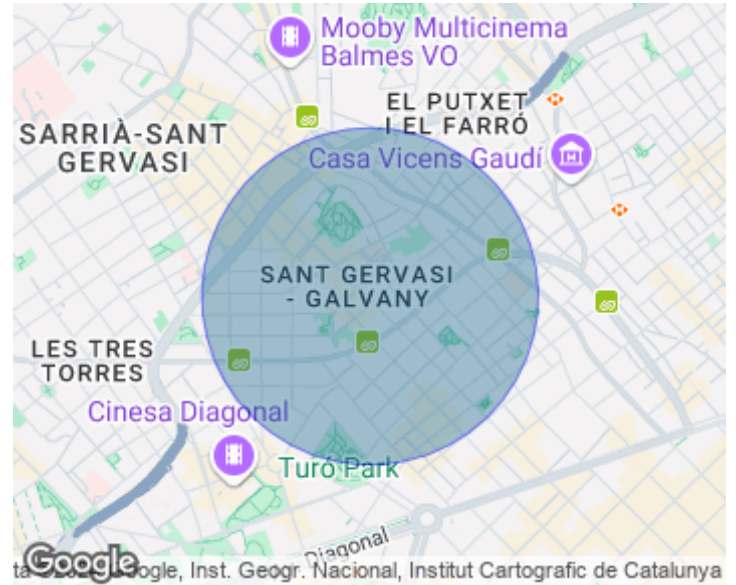 Mooby Multicinema
Balmes VO
EL PUTXET
I EL FARRÓ
SARRIÀ-SANT
GERVASI
Casa Vicens Gaudí
SANT GERVASI
- GALVANY
LES TRES
TORRES
Cinesa Diagonal
Turó Park
Diagonal
Google
Google, Inst. Geogr. Nacional, Institut Cartografic de Catalunya